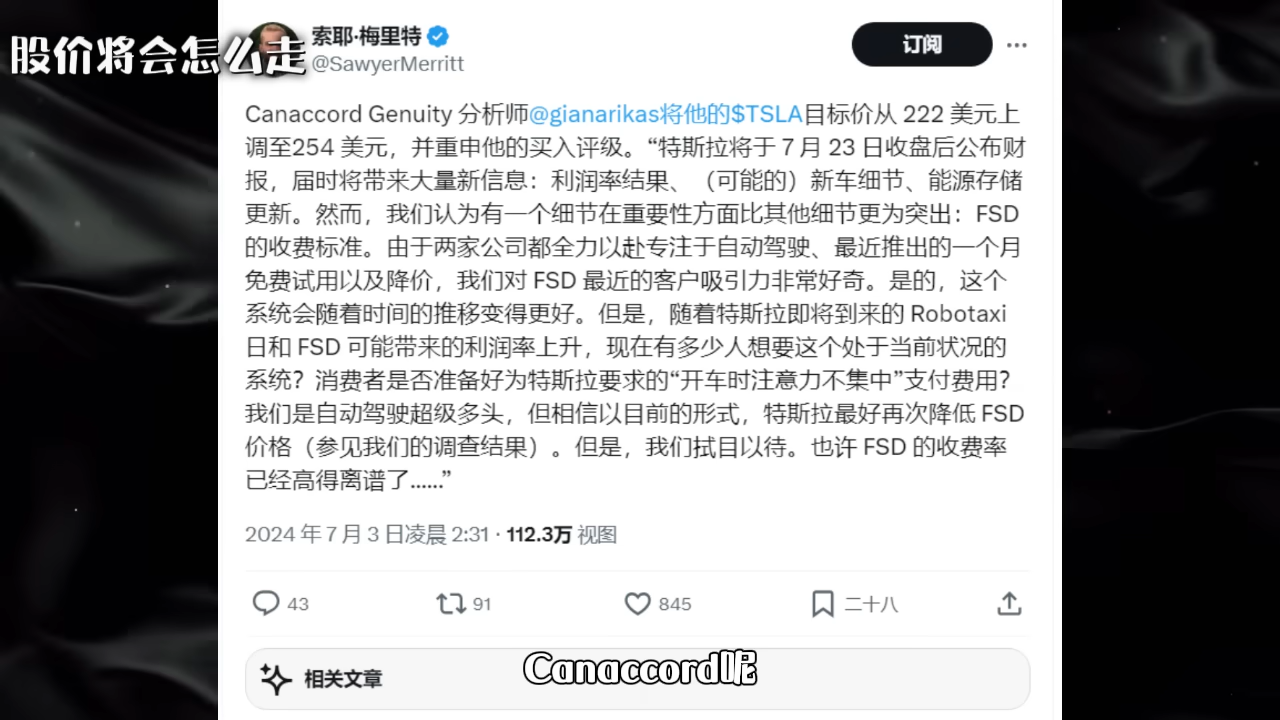 股价将会怎么走
索耶·梅里特
@SawyerMerritt
订阅
Canaccord Genuity 分析师@gianarikas将他的$TSLA目标价从 222 美元上
调至254 美元，并重申他的买入评级。“特斯拉将于 7 月 23 日收盘后公布财
报，届时将带来大量新信息：利润率结果、（可能的）新车细节、能源存储
更新。然而，我们认为有一个细节在重要性方面比其他细节更为突出：FSD
的收费标准。由于两家公司都全力以赴专注于自动驾驶、最近推出的一个月
免费试用以及降价，我们对 FSD 最近的客户吸引力非常好奇。是的，这个
系统会随着时间的推移变得更好。但是，随着特斯拉即将到来的 Robotaxi
日和 FSD 可能带来的利润率上升，现在有多少人想要这个处于当前状况的
系统？消费者是否准备好为特斯拉要求的“开车时注意力不集中”支付费用？
我们是自动驾驶超级多头，但相信以目前的形式，特斯拉最好再次降低 FSD
价格（参见我们的调查结果）。但是，我们拭目以待。也许 FSD 的收费率
已经高得离谱了......”
2024 年 7 月 3 日凌晨 2:31 · 112.3万 视图
43
91
845
二十八
相关文章
Canaccord呢